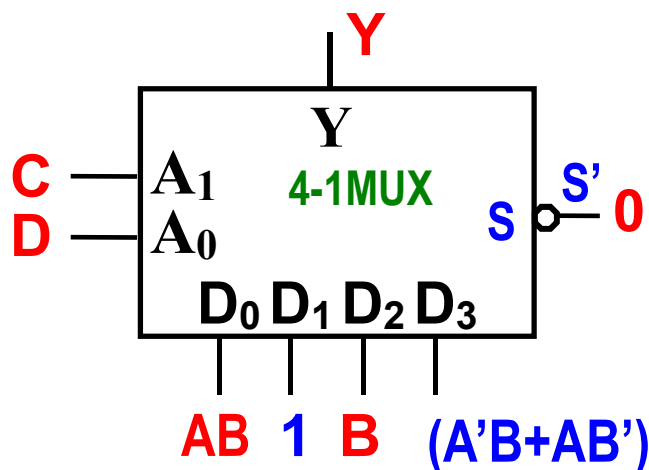 Y
Y
C A₁ 4-1MUX S'
D A₀ S 0
D₀ D₁ D₂ D₃
AB 1 B (A’B+AB’)